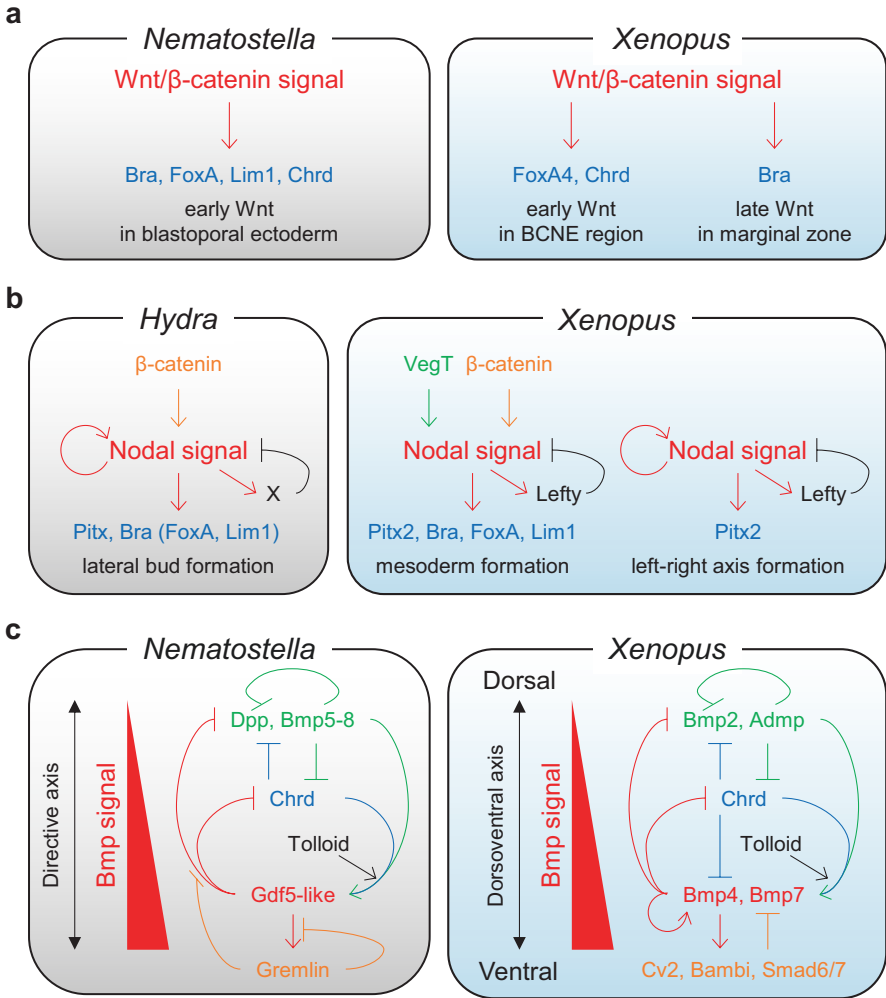 a
Nematostella
Wnt/β-catenin signal
Bra, FoxA, Lim1, Chrd
early Wnt
in blastoporal ectoderm
Xenopus
Wnt/β-catenin signal
FoxA4, Chrd
early Wnt
in BCNE region
Bra
late Wnt
in marginal zone
b
Hydra
β-catenin
Nodal signal
X
Pitx, Bra (FoxA, Lim1)
lateral bud formation
Xenopus
VegT β-catenin
Nodal signal
Lefty
Pitx2, Bra, FoxA, Lim1
mesoderm formation
Nodal signal
Lefty
Pitx2
left-right axis formation
c
Nematostella
Directive axis
Bmp signal
Dpp, Bmp5-8
Chrd
Tolloid
Gdf5-like
Gremlin
Xenopus
Dorsal
Dorsoventral axis
Bmp signal
Bmp2, Admp
Chrd
Tolloid
Bmp4, Bmp7
Ventral
Cv2, Bambi, Smad6/7